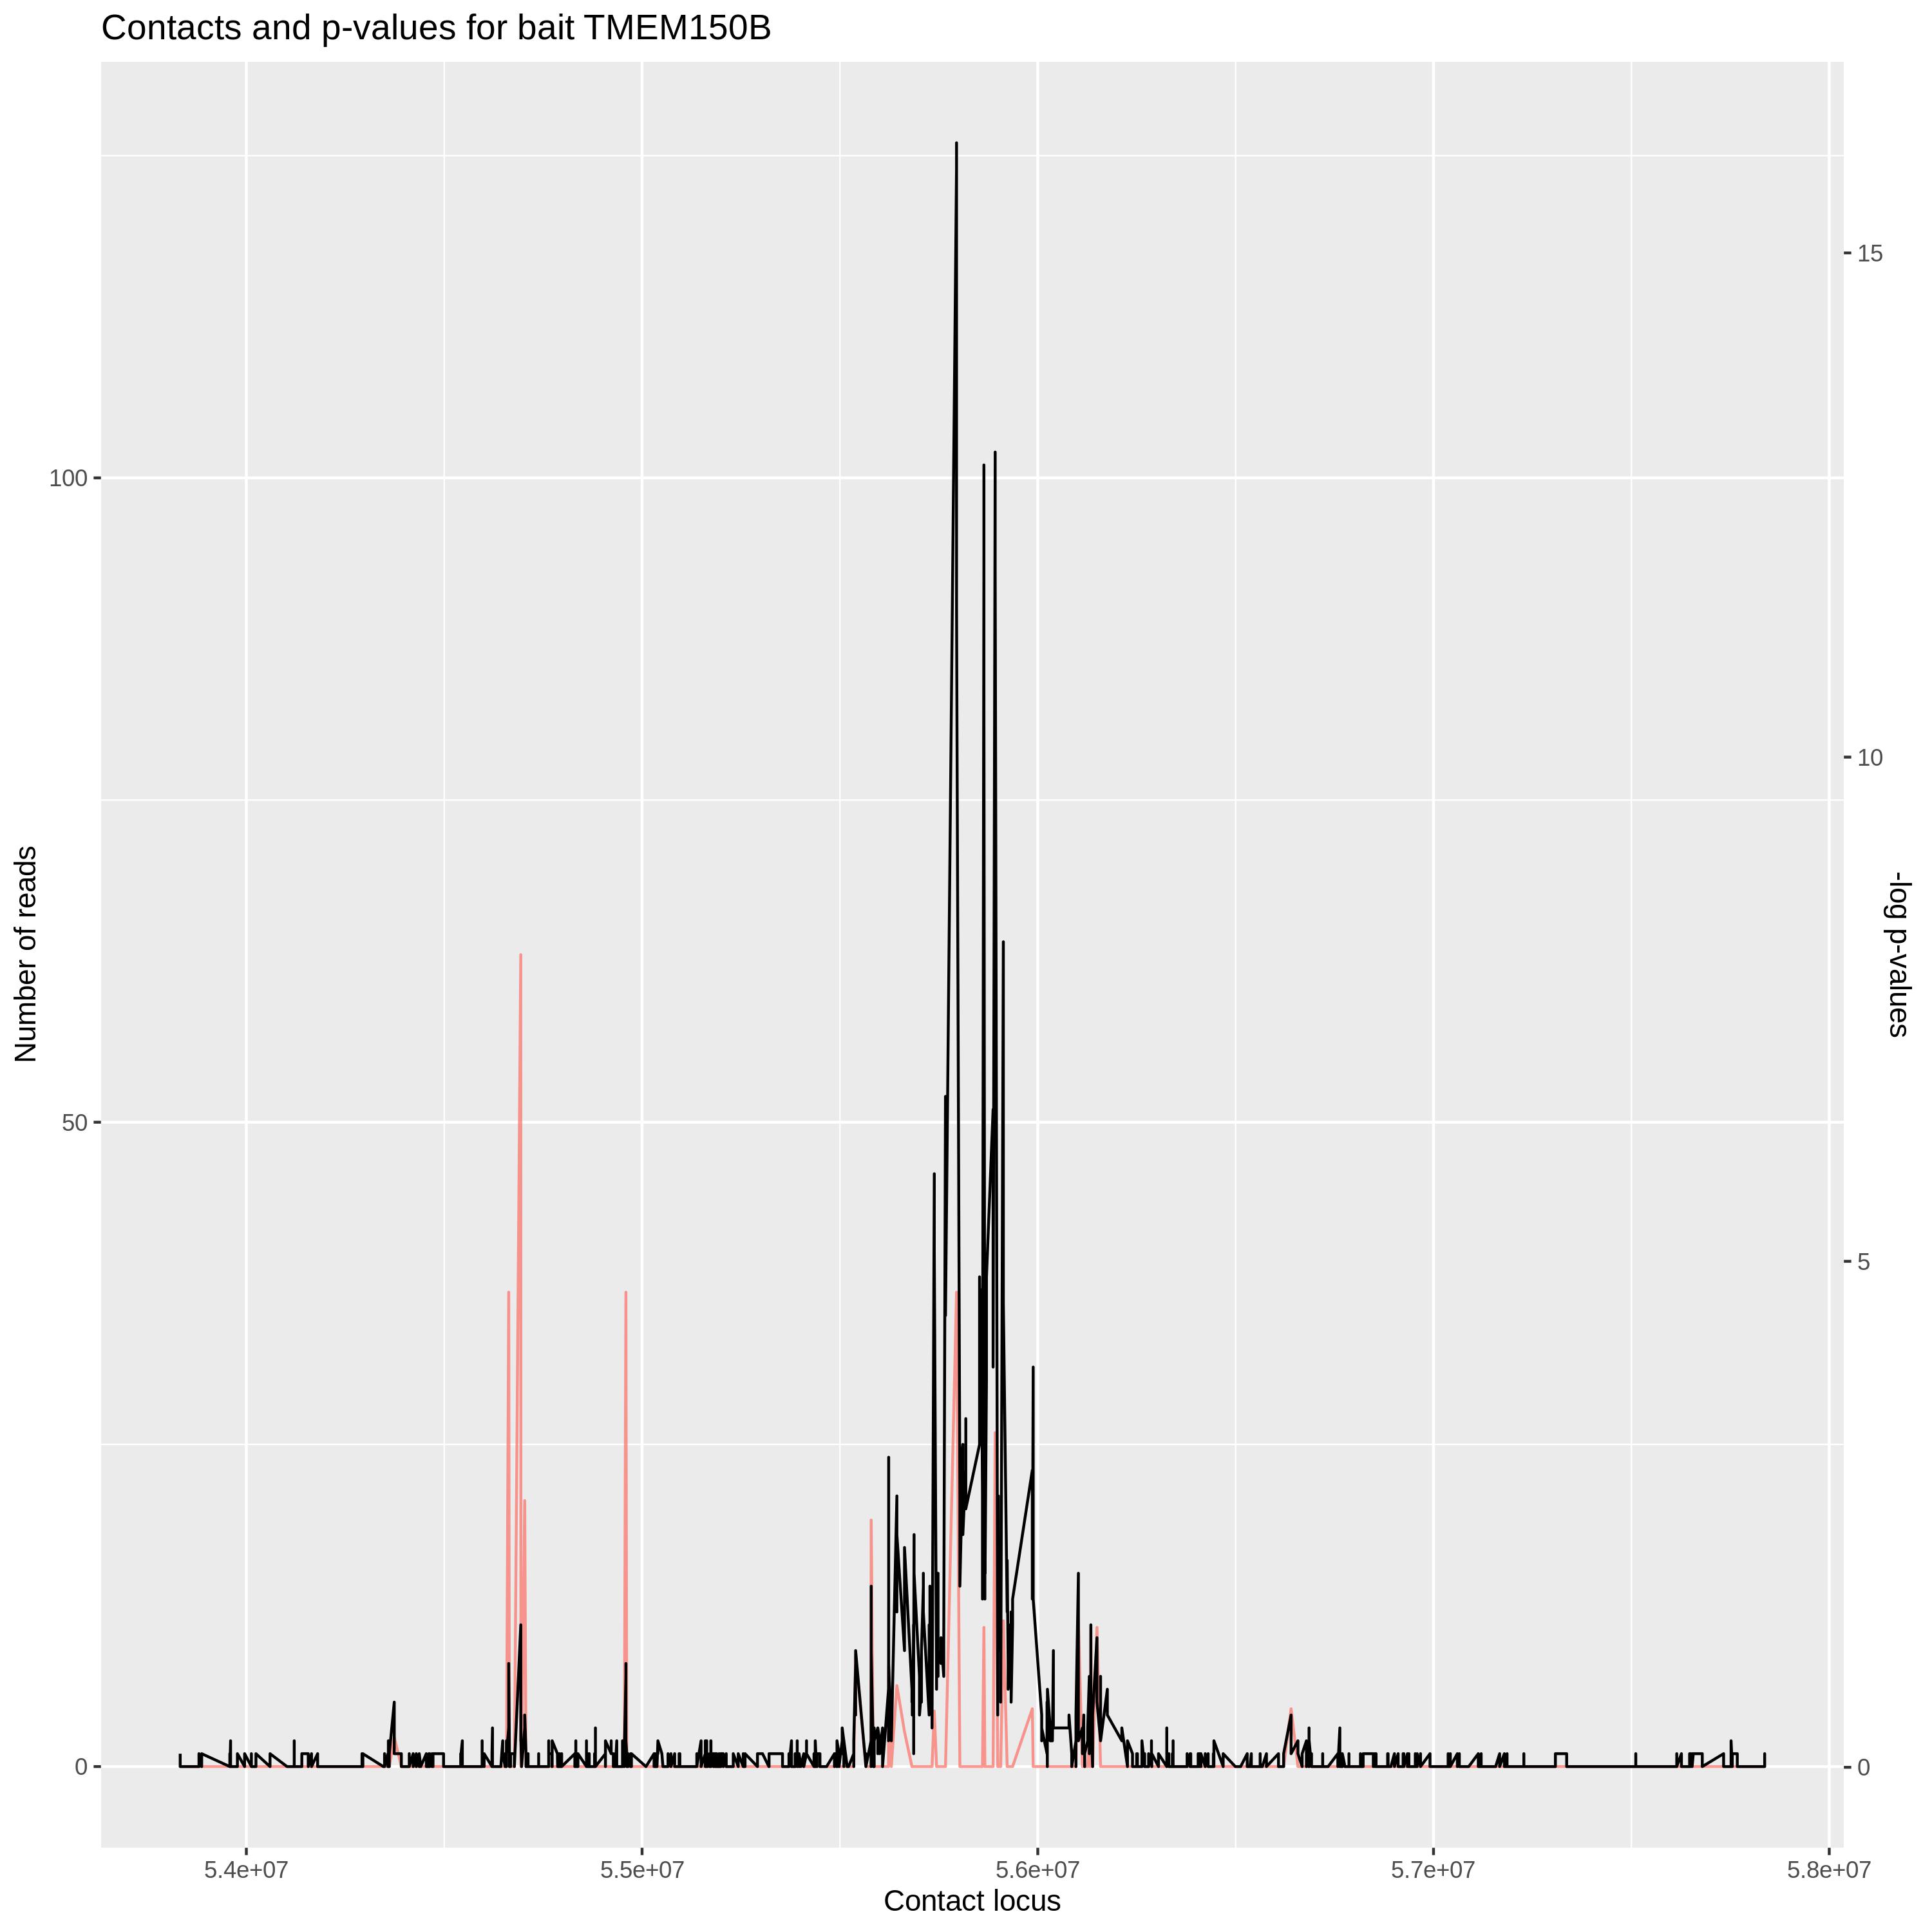 Contacts and p-values for bait TMEM150B
Number of reads
100
50
0
15
10
5
0
-log p-values
5.4e+07 5.5e+07 5.6e+07 5.7e+07 5.8e+07
Contact locus